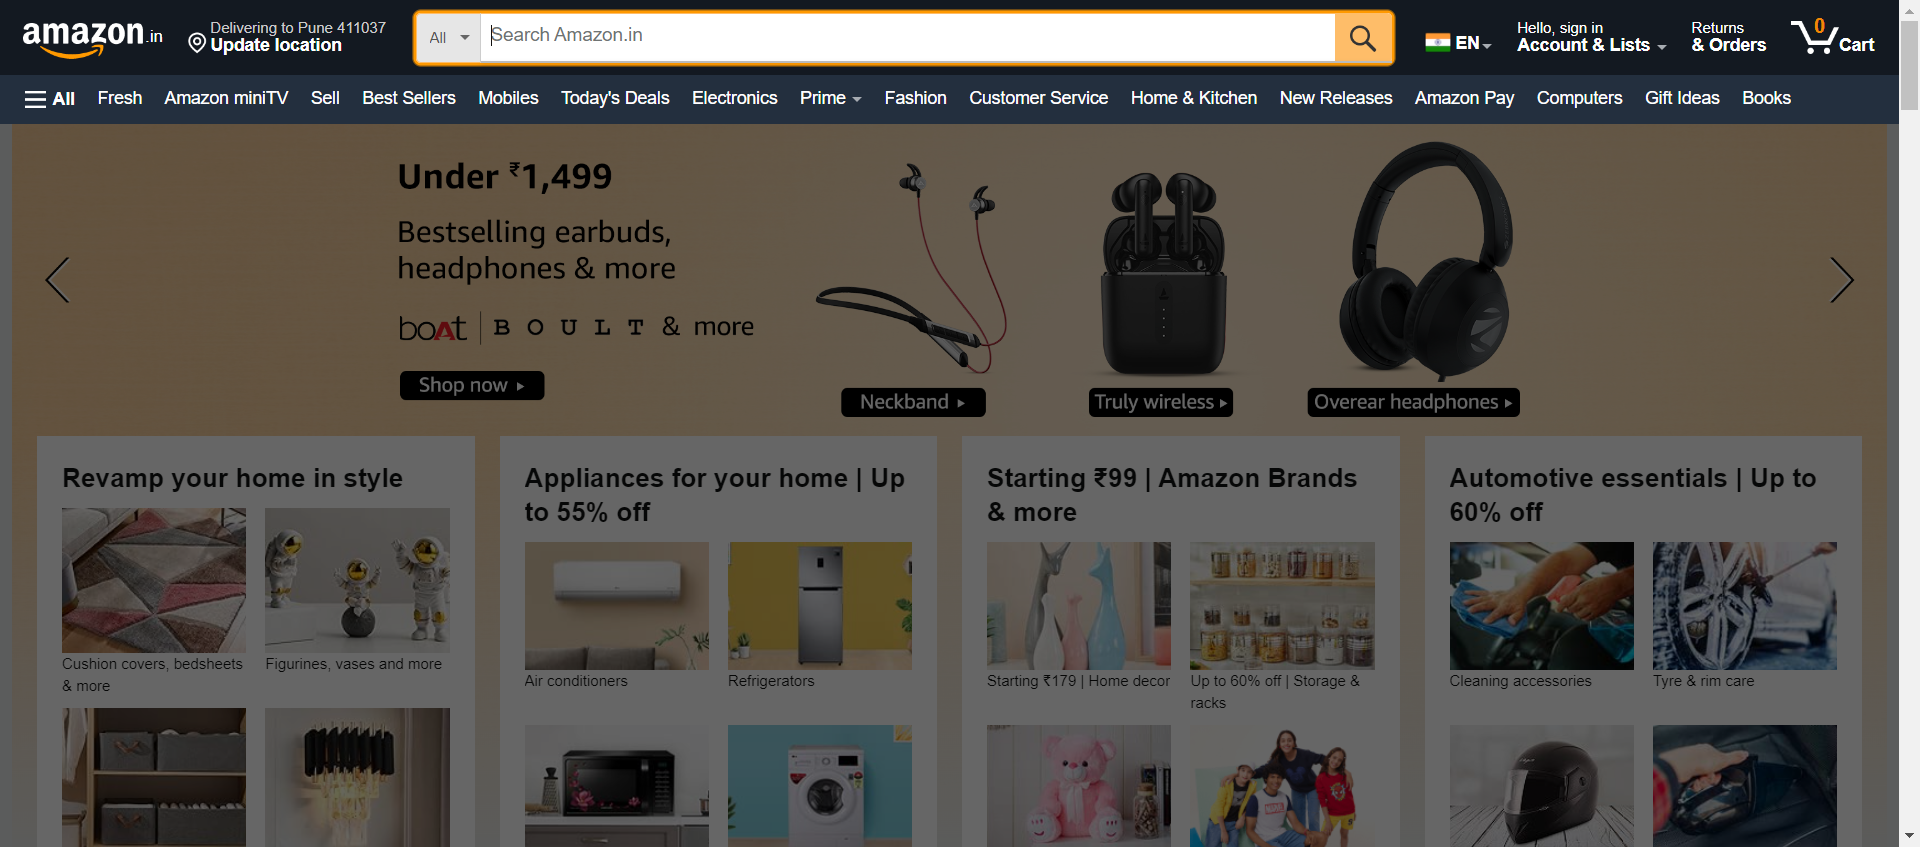 amazon.in
Delivering to Pune 411037
Update location
All
Search Amazon.in
EN
Hello, sign in
Account & Lists
Returns
& Orders
0
Cart
All
Fresh
Amazon miniTV
Sell
Best Sellers
Mobiles
Today's Deals
Electronics
Prime
Fashion
Customer Service
Home & Kitchen
New Releases
Amazon Pay
Computers
Gift Ideas
Books
Under ₹1,499
Bestselling earbuds,
headphones & more
boAt | BOULT & more
Shop now
Neckband
Truly wireless
Overear headphones
Revamp your home in style
Cushion covers, bedsheets
& more
Figurines, vases and more
Appliances for your home | Up
to 55% off
Air conditioners
Refrigerators
Starting ₹99 | Amazon Brands
& more
Starting ₹179 | Home decor
Up to 60% off | Storage &
racks
Automotive essentials | Up to
60% off
Cleaning accessories
Tyre & rim care